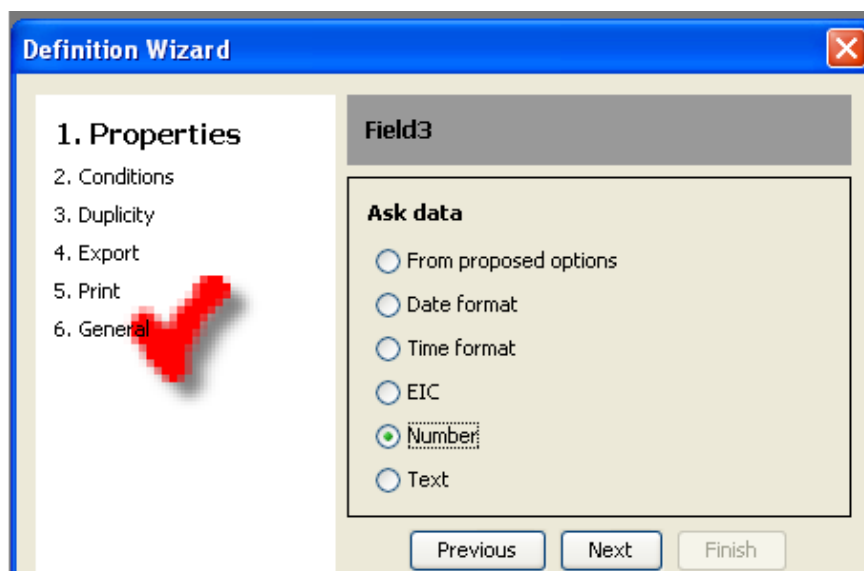 Definition Wizard
1. Properties
2. Conditions
3. Duplicity
4. Export
5. Print
6. General
Field3
Ask data
From proposed options
Date format
Time format
EIC
Number
Text
Previous
Next
Finish